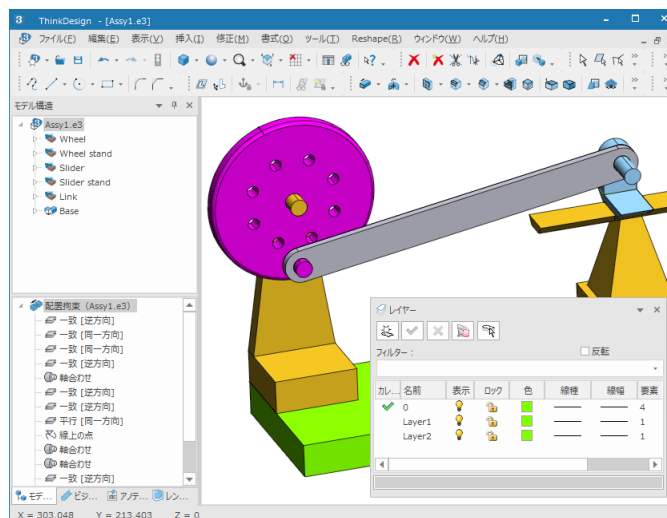 3 ThinkDesign - [Assy1.e3]
ファイル(F) 編集(E) 表示(V) 挿入(I) 修正(M) 書式(O) ツール(T) Reshape(R) ウィンドウ(W) ヘルプ(H)
モデル構造
Assy1.e3
Wheel
Wheel stand
Slider
Slider stand
Link
Base
配置拘束 (Assy1.e3)
一致 [逆方向]
一致 [同一方向]
一致 [同一方向]
一致 [逆方向]
軸合わせ
一致 [逆方向]
一致 [逆方向]
平行 [同一方向]
線上の点
軸合わせ
軸合わせ
一致 [逆方向]
モデ... ビジ... アノテ... レン...
X = 303.048 Y = 213.403 Z = 0
レイヤー
フィルター :
反転
カレ... 名前 表示 ロック 色 線種 線幅 要素
0 4
Layer1 1
Layer2 1